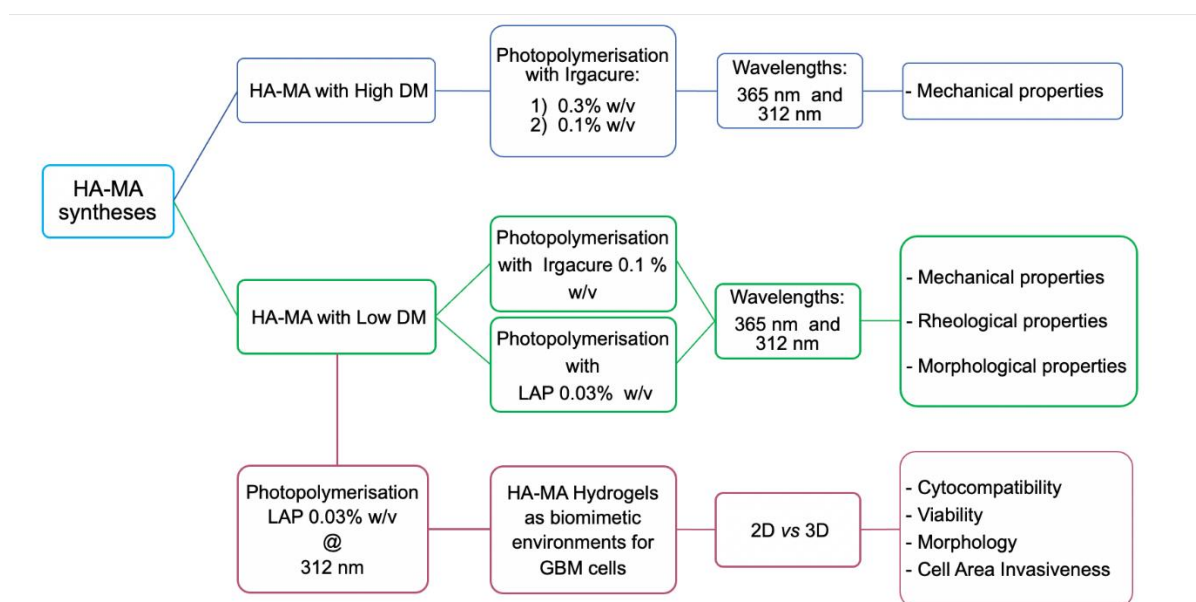 HA-MA
syntheses
HA-MA with High DM
Photopolymerisation
with Irgacure:
1) 0.3% w/v
2) 0.1% w/v
Wavelengths:
365 nm and
312 nm
- Mechanical properties
HA-MA with Low DM
Photopolymerisation
with Irgacure 0.1 %
w/v
Photopolymerisation
with
LAP 0.03% w/v
Wavelengths:
365 nm and
312 nm
- Mechanical properties
- Rheological properties
- Morphological properties
Photopolymerisation
LAP 0.03% w/v
@
312 nm
HA-MA Hydrogels
as biomimetic
environments for
GBM cells
2D vs 3D
- Cytocompatibility
- Viability
- Morphology
- Cell Area Invasiveness